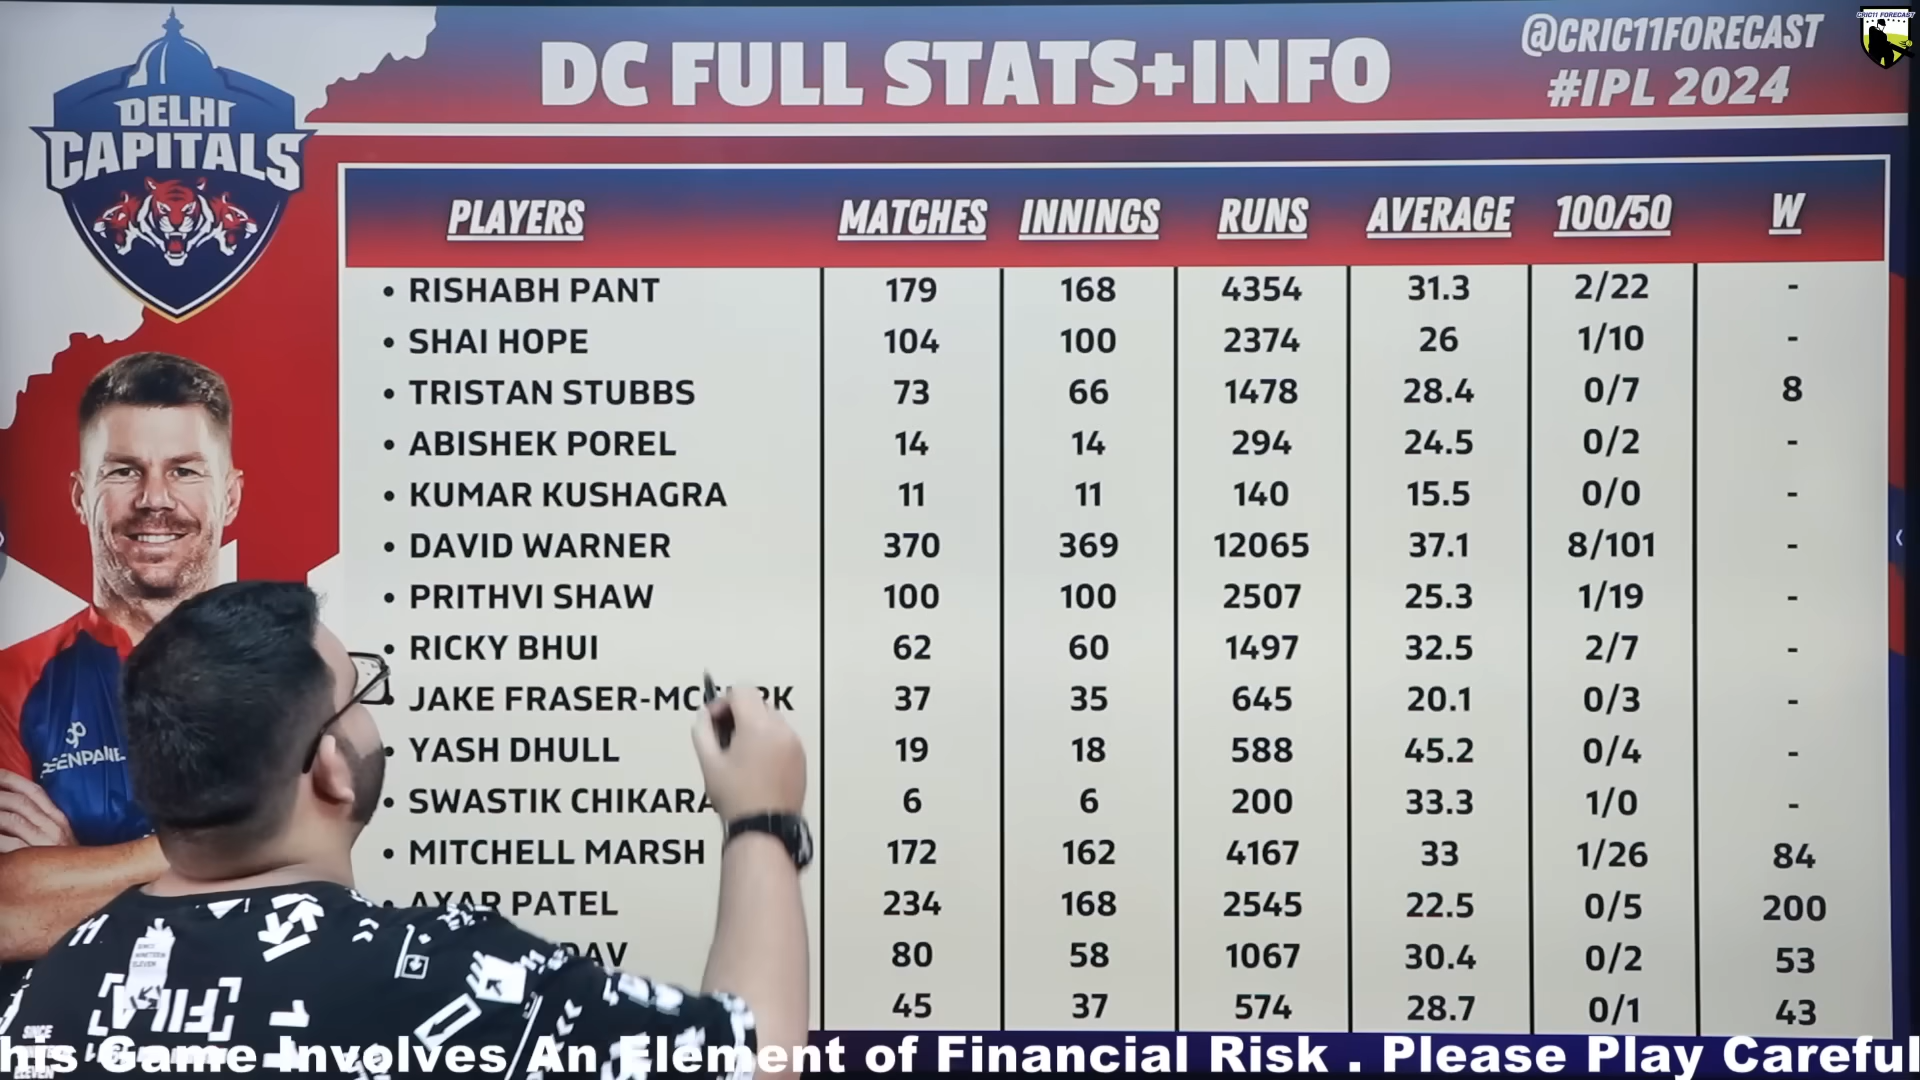 DELHI
CAPITALS
DC FULL STATS+INFO
@CRIC11FORECAST
#IPL 2024
CRIC11 FORECAST
PLAYERS MATCHES INNINGS RUNS AVERAGE 100/50 W
• RISHABH PANT 179 168 4354 31.3 2/22 -
• SHAI HOPE 104 100 2374 26 1/10 -
• TRISTAN STUBBS 73 66 1478 28.4 0/7 8
• ABISHEK POREL 14 14 294 24.5 0/2 -
• KUMAR KUSHAGRA 11 11 140 15.5 0/0 -
• DAVID WARNER 370 369 12065 37.1 8/101 -
• PRITHVI SHAW 100 100 2507 25.3 1/19 -
• RICKY BHUI 62 60 1497 32.5 2/7 -
• JAKE 37 35 645 20.1 0/3 -
• YASH DHULL 19 18 588 45.2 0/4 -
• SWASTIK CHIKARA 6 6 200 33.3 1/0 -
• MITCHELL MARSH 172 162 4167 33 1/26 84
• AXAR PATEL 234 168 2545 22.5 0/5 200
80 58 1067 30.4 0/2 53
45 37 574 28.7 0/1 43
FILA
his Game Involves An Element of Financial Risk . Please Play Careful